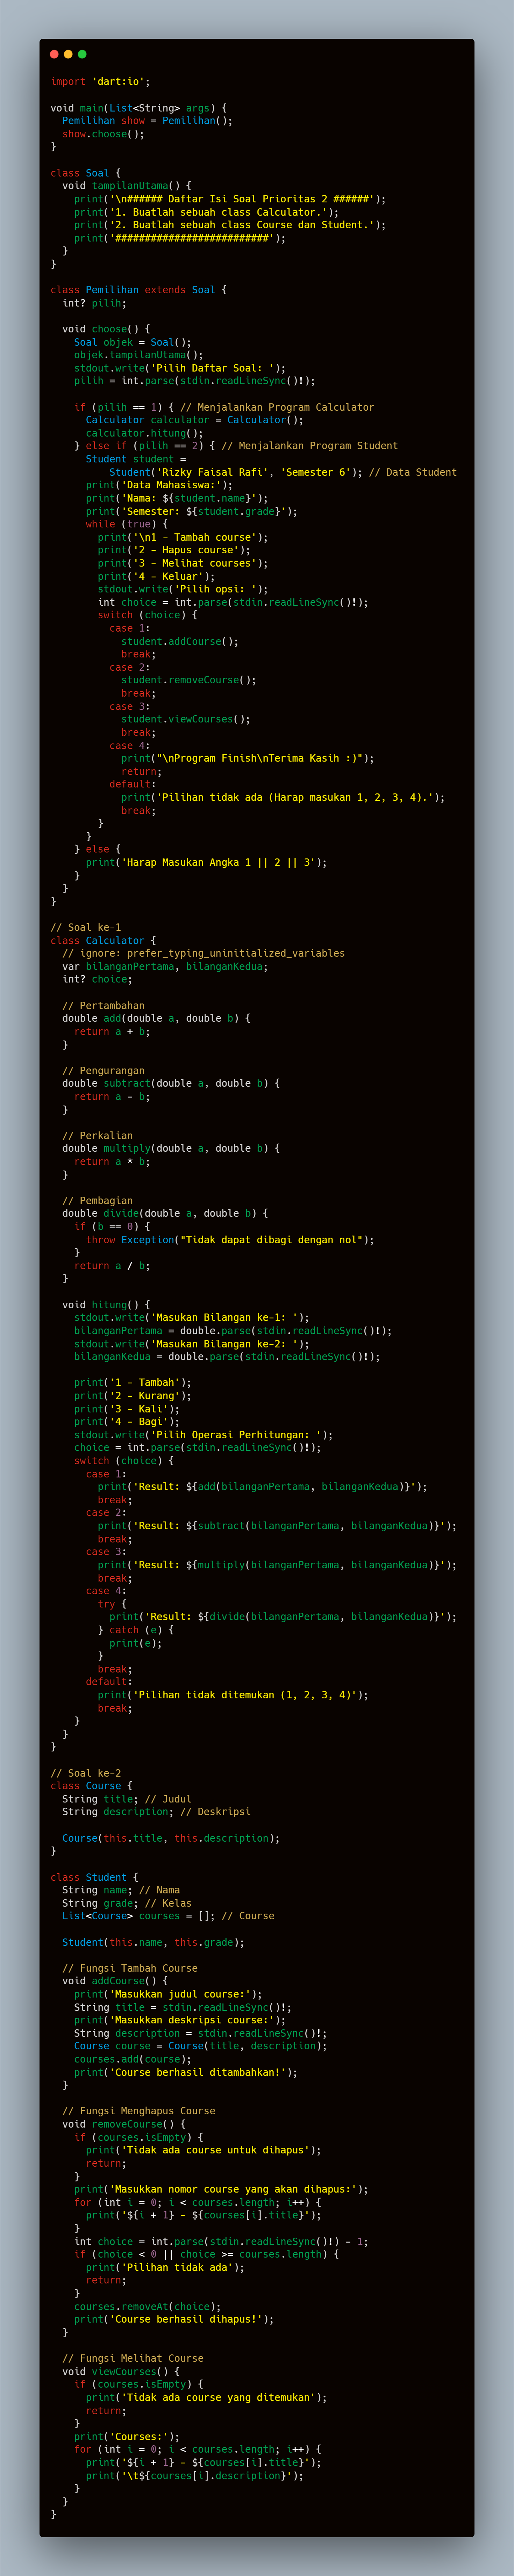 import 'dart:io';

void main(List<String> args) {
  Pemilihan show = Pemilihan();
  show.choose();
}

class Soal {
  void tampilanUtama() {
    print('\n###### Daftar Isi Soal Prioritas 2 ######');
    print('1. Buatlah sebuah class Calculator.');
    print('2. Buatlah sebuah class Course dan Student.');
    print('##########################');
  }
}

class Pemilihan extends Soal {
  int? pilih;

  void choose() {
    Soal objek = Soal();
    objek.tampilanUtama();
    stdout.write('Pilih Daftar Soal: ');
    pilih = int.parse(stdin.readLineSync()!);

    if (pilih == 1) { // Menjalankan Program Calculator
      Calculator calculator = Calculator();
      calculator.hitung();
    } else if (pilih == 2) { // Menjalankan Program Student
      Student student =
          Student('Rizky Faisal Rafi', 'Semester 6'); // Data Student
      print('Data Mahasiswa:');
      print('Nama: ${student.name}');
      print('Semester: ${student.grade}');
      while (true) {
        print('\n1 - Tambah course');
        print('2 - Hapus course');
        print('3 - Melihat courses');
        print('4 - Keluar');
        stdout.write('Pilih opsi: ');
        int choice = int.parse(stdin.readLineSync()!);
        switch (choice) {
          case 1:
            student.addCourse();
            break;
          case 2:
            student.removeCourse();
            break;
          case 3:
            student.viewCourses();
            break;
          case 4:
            print("\nProgram Finish\nTerima Kasih :)");
            return;
          default:
            print('Pilihan tidak ada (Harap masukan 1, 2, 3, 4).');
            break;
        }
      }
    } else {
      print('Harap Masukan Angka 1 || 2 || 3');
    }
  }
}

// Soal ke-1
class Calculator {
  // ignore: prefer_typing_uninitialized_variables
  var bilanganPertama, bilanganKedua;
  int? choice;

  // Pertambahan
  double add(double a, double b) {
    return a + b;
  }

  // Pengurangan
  double subtract(double a, double b) {
    return a - b;
  }

  // Perkalian
  double multiply(double a, double b) {
    return a * b;
  }

  // Pembagian
  double divide(double a, double b) {
    if (b == 0) {
      throw Exception("Tidak dapat dibagi dengan nol");
    }
    return a / b;
  }

  void hitung() {
    stdout.write('Masukan Bilangan ke-1: ');
    bilanganPertama = double.parse(stdin.readLineSync()!);
    stdout.write('Masukan Bilangan ke-2: ');
    bilanganKedua = double.parse(stdin.readLineSync()!);

    print('1 - Tambah');
    print('2 - Kurang');
    print('3 - Kali');
    print('4 - Bagi');
    stdout.write('Pilih Operasi Perhitungan: ');
    choice = int.parse(stdin.readLineSync()!);
    switch (choice) {
      case 1:
        print('Result: ${add(bilanganPertama, bilanganKedua)}');
        break;
      case 2:
        print('Result: ${subtract(bilanganPertama, bilanganKedua)}');
        break;
      case 3:
        print('Result: ${multiply(bilanganPertama, bilanganKedua)}');
        break;
      case 4:
        try {
          print('Result: ${divide(bilanganPertama, bilanganKedua)}');
        } catch (e) {
          print(e);
        }
        break;
      default:
        print('Pilihan tidak ditemukan (1, 2, 3, 4)');
        break;
    }
  }
}

// Soal ke-2
class Course {
  String title; // Judul
  String description; // Deskripsi

  Course(this.title, this.description);
}

class Student {
  String name; // Nama
  String grade; // Kelas
  List<Course> courses = []; // Course

  Student(this.name, this.grade);

  // Fungsi Tambah Course
  void addCourse() {
    print('Masukkan judul course:');
    String title = stdin.readLineSync()!;
    print('Masukkan deskripsi course:');
    String description = stdin.readLineSync()!;
    Course course = Course(title, description);
    courses.add(course);
    print('Course berhasil ditambahkan!');
  }

  // Fungsi Menghapus Course
  void removeCourse() {
    if (courses.isEmpty) {
      print('Tidak ada course untuk dihapus');
      return;
    }
    print('Masukkan nomor course yang akan dihapus:');
    for (int i = 0; i < courses.length; i++) {
      print('${i + 1} - ${courses[i].title}');
    }
    int choice = int.parse(stdin.readLineSync()!) - 1;
    if (choice < 0 || choice >= courses.length) {
      print('Pilihan tidak ada');
      return;
    }
    courses.removeAt(choice);
    print('Course berhasil dihapus!');
  }

  // Fungsi Melihat Course
  void viewCourses() {
    if (courses.isEmpty) {
      print('Tidak ada course yang ditemukan');
      return;
    }
    print('Courses:');
    for (int i = 0; i < courses.length; i++) {
      print('${i + 1} - ${courses[i].title}');
      print('\t${courses[i].description}');
    }
  }
}